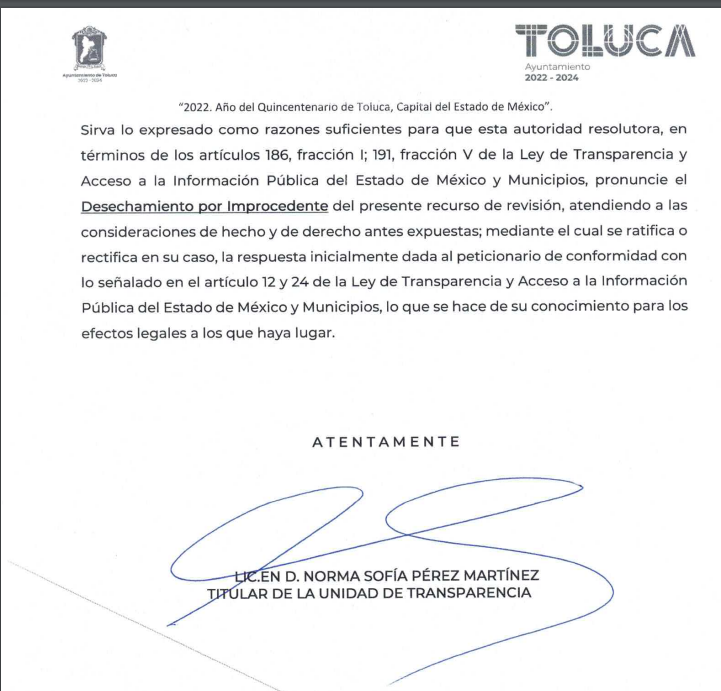 Ayuntamiento de Toluca
2022 - 2024
TOLUCA
Ayuntamiento
2022 - 2024
“2022. Año del Quincentenario de Toluca, Capital del Estado de México”.
Sirva lo expresado como razones suficientes para que esta autoridad resolutora, en
términos de los artículos 186, fracción I; 191, fracción V de la Ley de Transparencia y
Acceso a la Información Pública del Estado de México y Municipios, pronuncie el
Desechamiento por Improcedente del presente recurso de revisión, atendiendo a las
consideraciones de hecho y de derecho antes expuestas; mediante el cual se ratifica o
rectifica en su caso, la respuesta inicialmente dada al peticionario de conformidad con
lo señalado en el artículo 12 y 24 de la Ley de Transparencia y Acceso a la Información
Pública del Estado de México y Municipios, lo que se hace de su conocimiento para los
efectos legales a los que haya lugar.
ATENTAMENTE
LIC.EN D. NORMA SOFÍA PÉREZ MARTÍNEZ
TITULAR DE LA UNIDAD DE TRANSPARENCIA